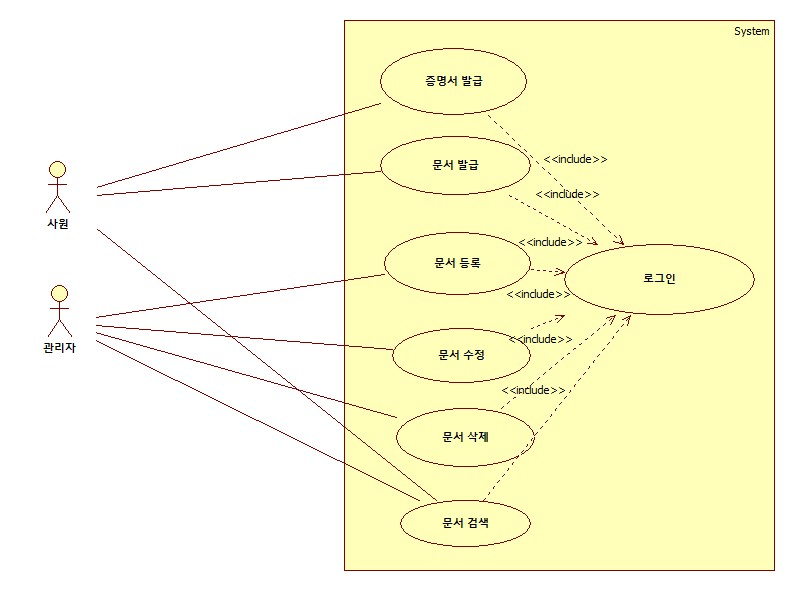 System
증명서 발급
<<include>>
문서 발급
<<include>>
사원
<<include>>
문서 등록
로그인
<<include>>
관리자
<<include>>
문서 수정
<<include>>
문서 삭제
문서 검색